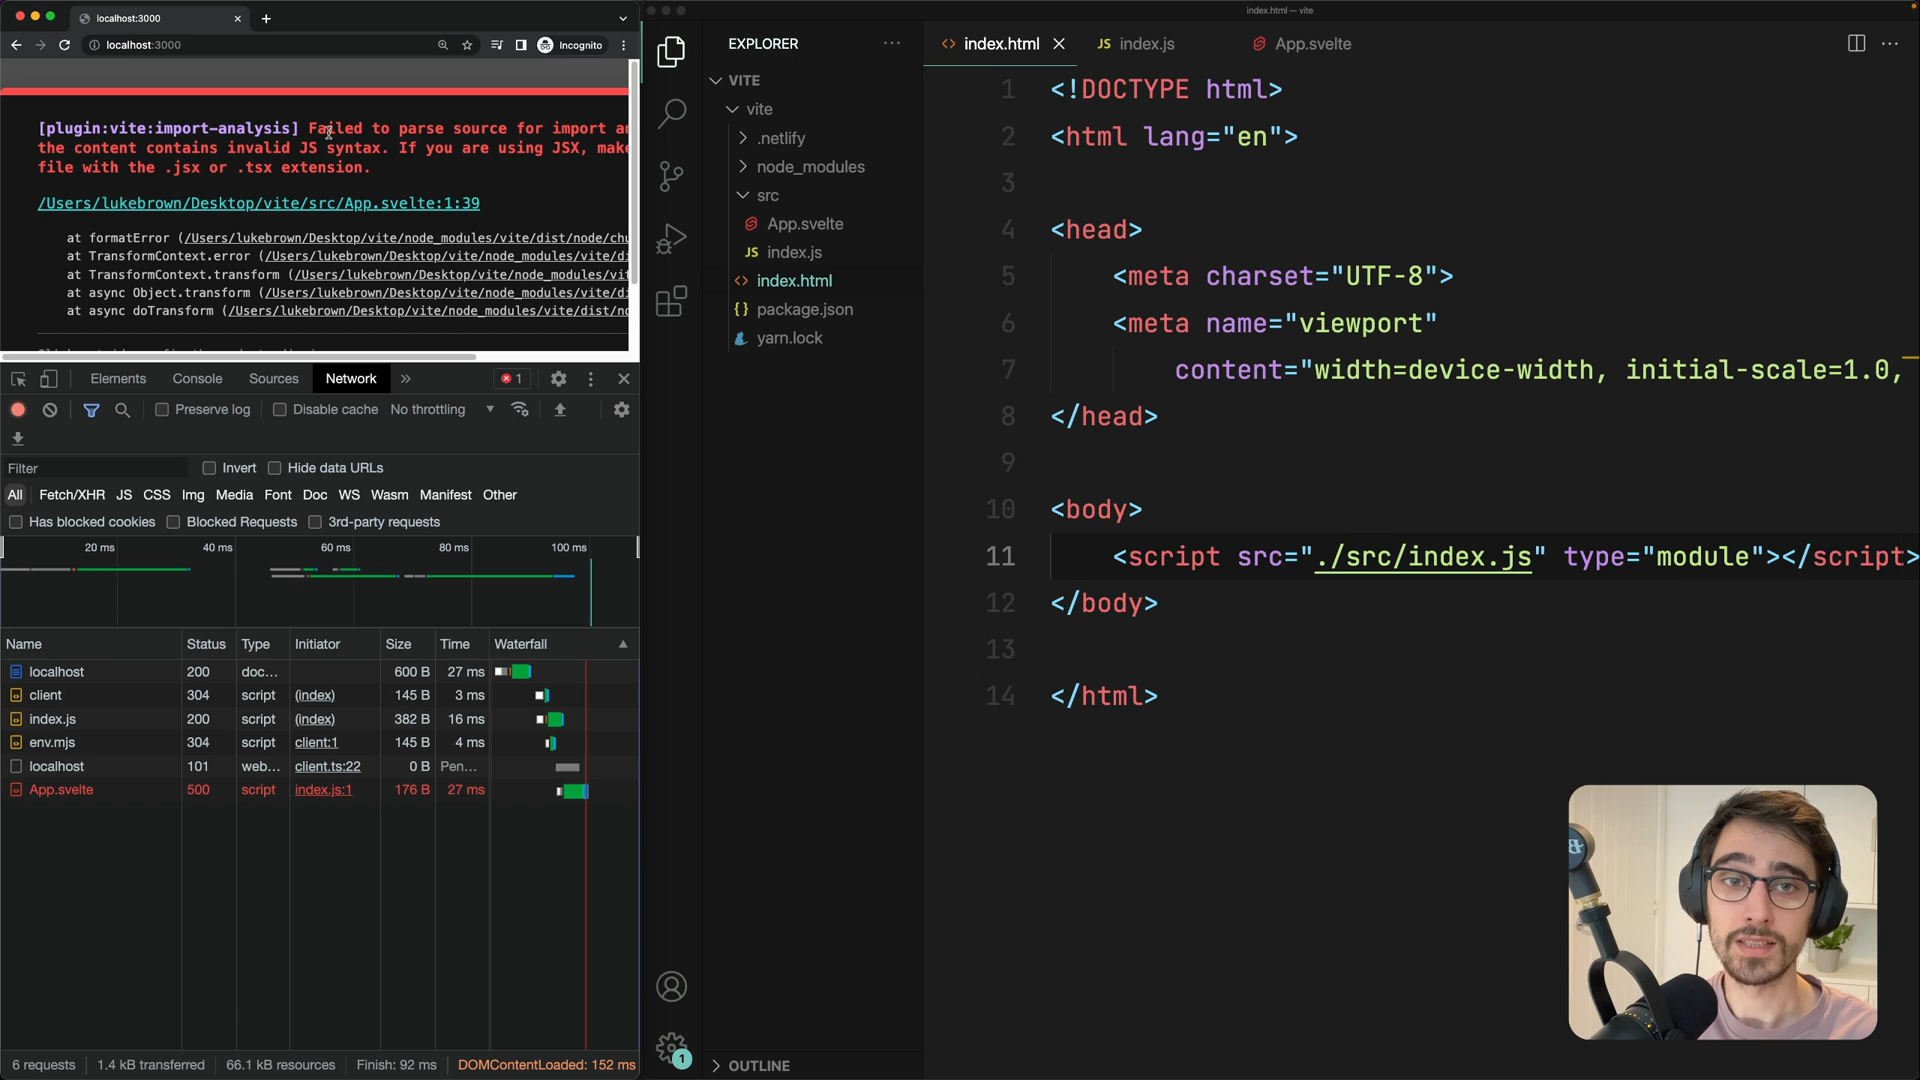 localhost:3000
localhost:3000
Incognito
[plugin:vite:import-analysis] Failed to parse source for import an
the content contains invalid JS syntax. If you are using JSX, make
file with the .jsx or .tsx extension.
/Users/lukebrown/Desktop/vite/src/App.svelte:1:39
at formatError (/Users/lukebrown/Desktop/vite/node_modules/vite/dist/node/chu
at TransformContext.error (/Users/lukebrown/Desktop/vite/node_modules/vite/di
at TransformContext.transform (/Users/lukebrown/Desktop/vite/node_modules/vit
at async Object.transform (/Users/lukebrown/Desktop/vite/node_modules/vite/di
at async doTransform (/Users/lukebrown/Desktop/vite/node_modules/vite/dist/no
Elements Console Sources Network » 1
Preserve log Disable cache No throttling
Filter Invert Hide data URLs
All Fetch/XHR JS CSS Img Media Font Doc WS Wasm Manifest Other
Has blocked cookies Blocked Requests 3rd-party requests
20 ms 40 ms 60 ms 80 ms 100 ms
Name Status Type Initiator Size Time Waterfall
localhost 200 doc... 600 B 27 ms
client 304 script (index) 145 B 3 ms
index.js 200 script (index) 382 B 16 ms
env.mjs 304 script client:1 145 B 4 ms
localhost 101 web... client.ts:22 0 B Pen...
App.svelte 500 script index.js:1 176 B 27 ms
6 requests 1.4 kB transferred 66.1 kB resources Finish: 92 ms DOMContentLoaded: 152 ms
index.html — vite
EXPLORER
VITE
vite
.netlify
node_modules
src
App.svelte
JS index.js
<> index.html
{} package.json
yarn.lock
OUTLINE
1
<> index.html JS index.js App.svelte
1 <!DOCTYPE html>
2 <html lang="en">
3
4 <head>
5 <meta charset="UTF-8">
6 <meta name="viewport"
7 content="width=device-width, initial-scale=1.0,
8 </head>
9
10 <body>
11 <script src="./src/index.js" type="module"></script>
12 </body>
13
14 </html>